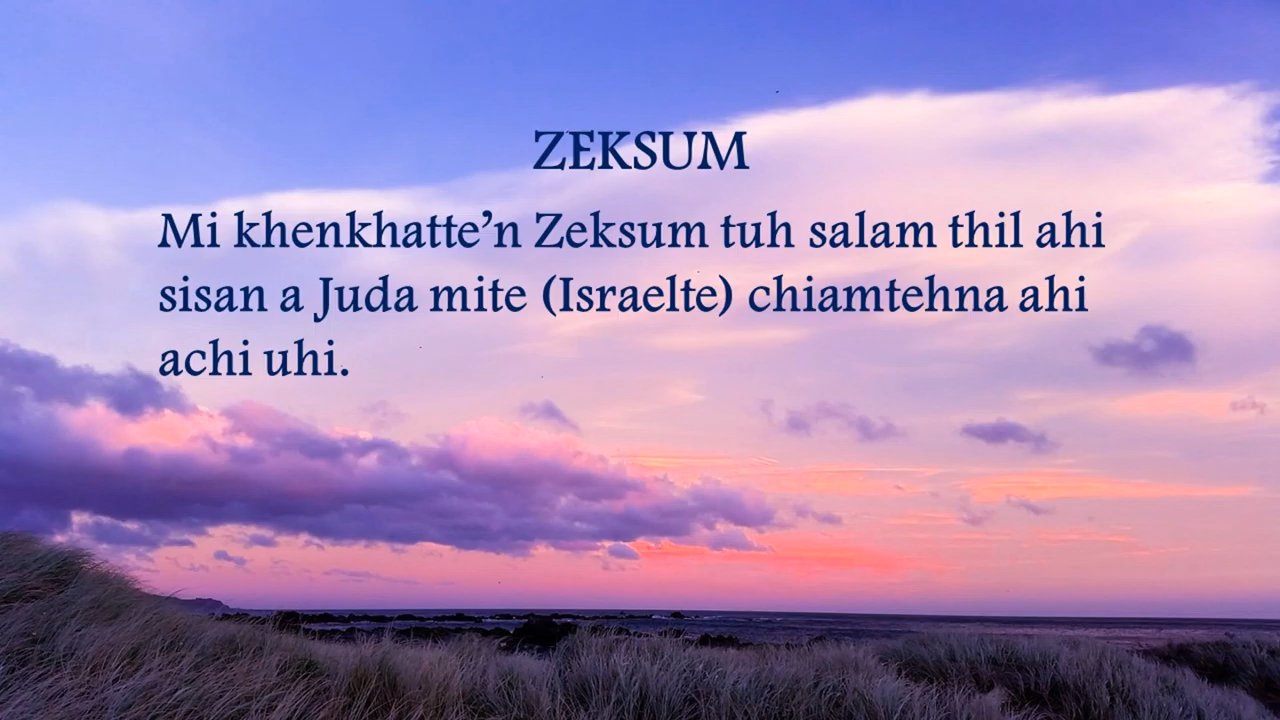 ZEKSUM
Mi khenkhatte’n Zeksum tuh salam thil ahi
sisan a Juda mite (Israelte) chiamtehna ahi
achi uhi.